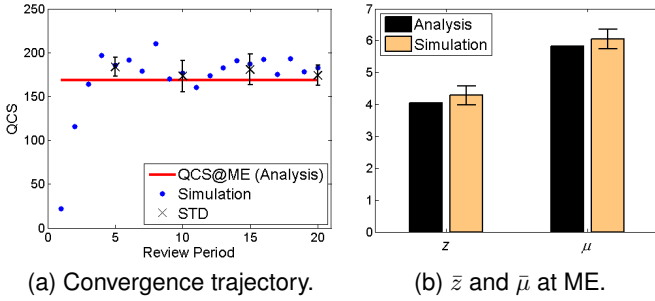 250
200
150
100
50
0
QCS
0
5
10
15
20
Review Period
QCS@ME (Analysis)
Simulation
STD
(a) Convergence trajectory.
7
6
5
4
3
2
1
0
Analysis
Simulation
z
μ
(b) z̄ and μ̄ at ME.